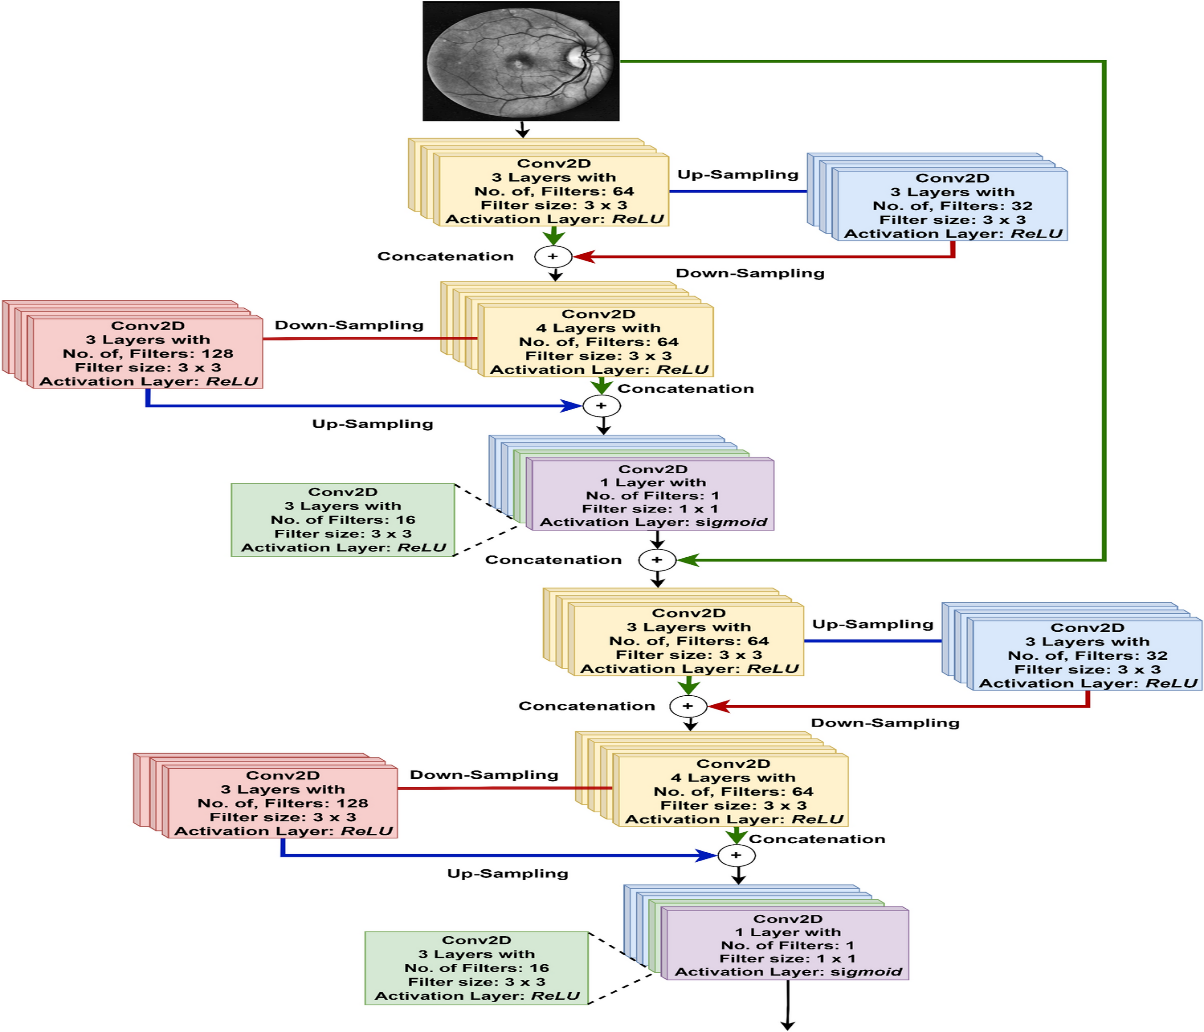 Conv2D
3 Layers with
No. of, Filters: 64
Filter size: 3 x 3
Activation Layer: ReLU
Up-Sampling
Conv2D
3 Layers with
No. of, Filters: 32
Filter size: 3 x 3
Activation Layer: ReLU
Concatenation
Down-Sampling
Conv2D
3 Layers with
No. of, Filters: 128
Filter size: 3 x 3
Activation Layer: ReLU
Down-Sampling
Conv2D
4 Layers with
No. of, Filters: 64
Filter size: 3 x 3
Activation Layer: ReLU
Concatenation
Up-Sampling
Conv2D
1 Layer with
No. of Filters: 1
Filter size: 1 x 1
Activation Layer: sigmoid
Conv2D
3 Layers with
No. of Filters: 16
Filter size: 3 x 3
Activation Layer: ReLU
Concatenation
Conv2D
3 Layers with
No. of, Filters: 64
Filter size: 3 x 3
Activation Layer: ReLU
Up-Sampling
Conv2D
3 Layers with
No. of, Filters: 32
Filter size: 3 x 3
Activation Layer: ReLU
Concatenation
Down-Sampling
Conv2D
3 Layers with
No. of, Filters: 128
Filter size: 3 x 3
Activation Layer: ReLU
Down-Sampling
Conv2D
4 Layers with
No. of, Filters: 64
Filter size: 3 x 3
Activation Layer: ReLU
Concatenation
Up-Sampling
Conv2D
1 Layer with
No. of Filters: 1
Filter size: 1 x 1
Activation Layer: sigmoid
Conv2D
3 Layers with
No. of Filters: 16
Filter size: 3 x 3
Activation Layer: ReLU